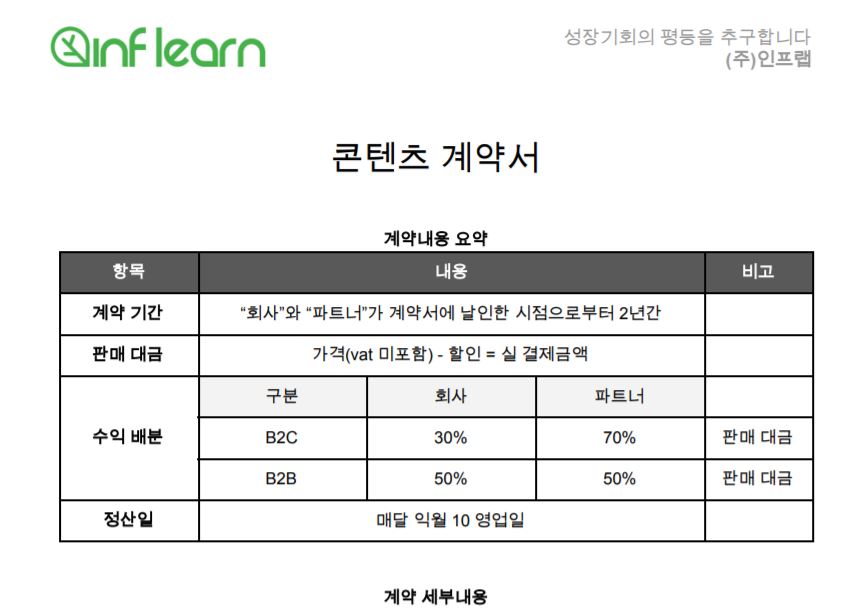 inflearn
성장기회의 평등을 추구합니다
(주)인프랩
콘텐츠 계약서
계약내용 요약
항목 내용 비고
계약 기간 “회사”와 “파트너”가 계약서에 날인한 시점으로부터 2년간
판매 대금 가격(vat 미포함) - 할인 = 실 결제금액
구분 회사 파트너
수익 배분 B2C 30% 70% 판매 대금
B2B 50% 50% 판매 대금
정산일 매달 익월 10 영업일
계약 세부내용